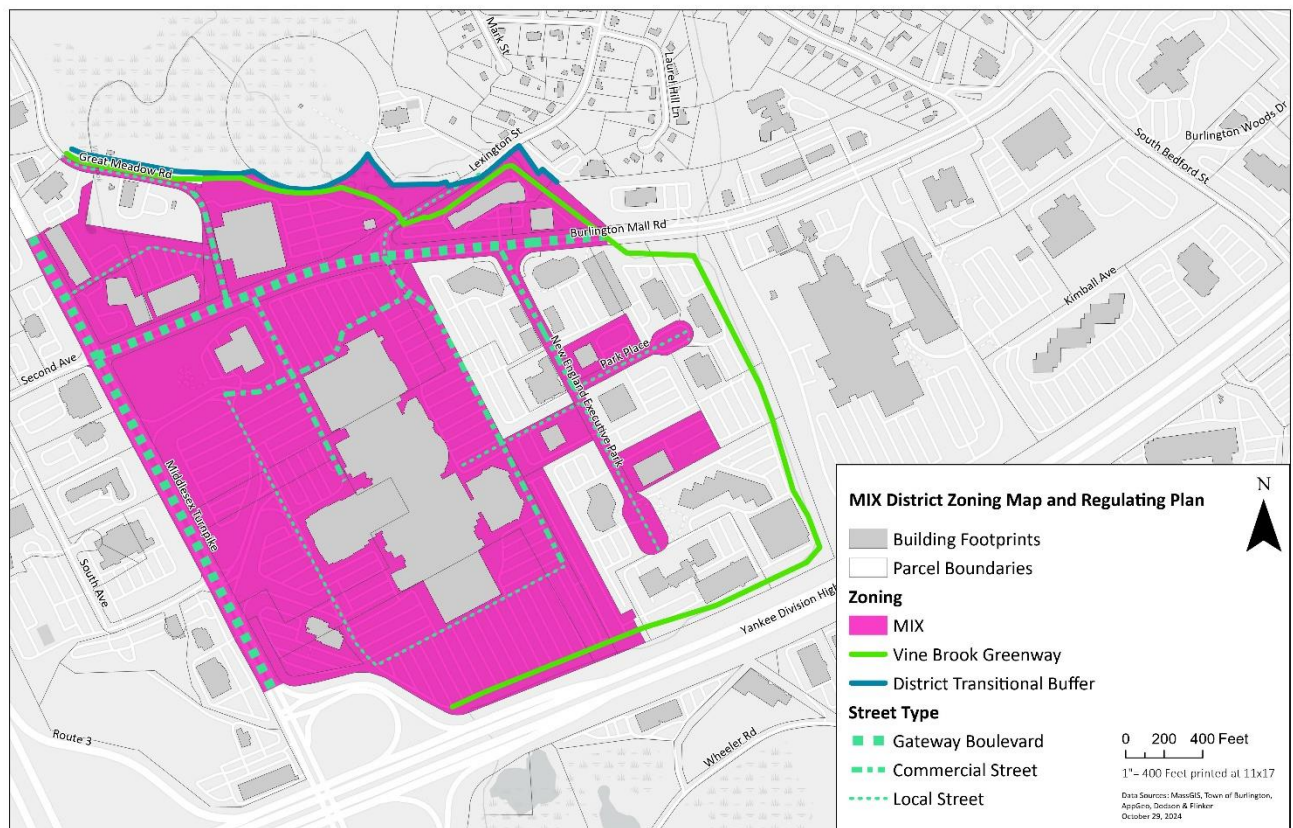 Mark St
Laurel Hill Ln
Lexington St
Great Meadow Rd
Burlington Woods Dr
South Bedford St
Burlington Mall Rd
Kimball Ave
Second Ave
New England Executive Park
Park Place
Middlesex Turnpike
South Ave
Yankee Division High
Route 3
Wheeler Rd
MIX District Zoning Map and Regulating Plan
N
Building Footprints
Parcel Boundaries
Zoning
MIX
Vine Brook Greenway
District Transitional Buffer
Street Type
Gateway Boulevard
Commercial Street
Local Street
0 200 400 Feet
1"= 400 Feet printed at 11x17
Data Sources: MassGIS, Town of Burlington,
AppGeo, Dodson & Flinker
October 29, 2024